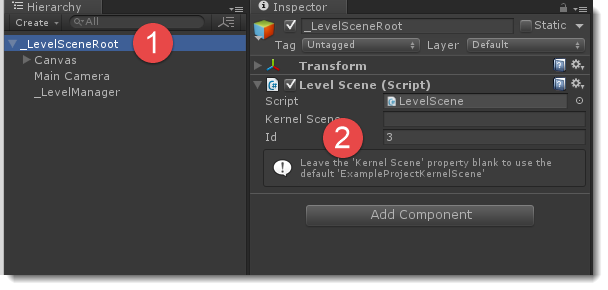 Hierarchy
Create
All
_LevelSceneRoot
1
Canvas
Main Camera
_LevelManager
Inspector
_LevelSceneRoot
Static
Tag
Untagged
Layer
Default
Transform
Level Scene (Script)
Script
LevelScene
Kernel Scene
Id
2
3
Leave the 'Kernel Scene' property blank to use the
default 'ExampleProjectKernelScene'
Add Component